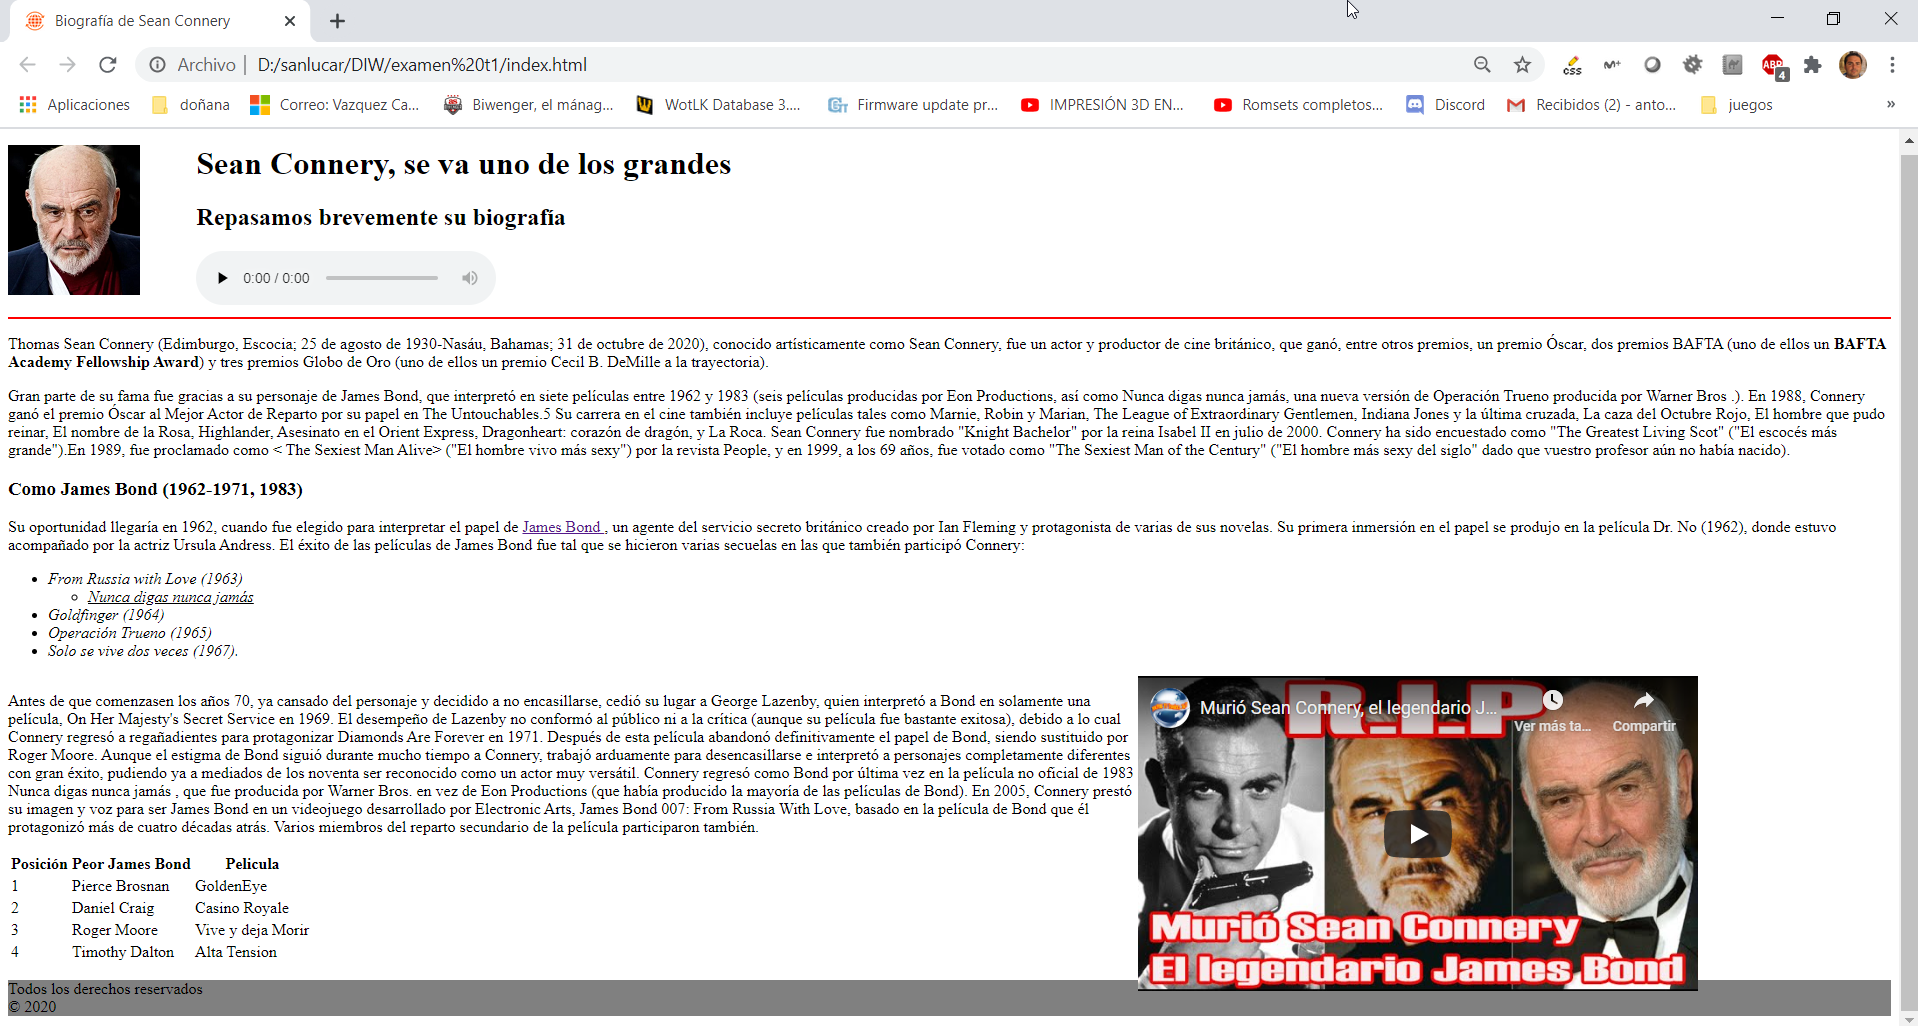 Biografía de Sean Connery
Archivo | D:/sanlucar/DIW/examen%20t1/index.html
css
ABP
4
Aplicaciones
doñana
Correo: Vazquez Ca...
Biwenger, el mánag...
WotLK Database 3....
Firmware update pr...
IMPRESIÓN 3D EN...
Romsets completos...
Discord
Recibidos (2) - anto...
juegos
»
Sean Connery, se va uno de los grandes
Repasamos brevemente su biografía
0:00 / 0:00
Thomas Sean Connery (Edimburgo, Escocia; 25 de agosto de 1930-Nasáu, Bahamas; 31 de octubre de 2020), conocido artísticamente como Sean Connery, fue un actor y productor de cine británico, que ganó, entre otros premios, un premio Óscar, dos premios BAFTA (uno de ellos un BAFTA
Academy Fellowship Award) y tres premios Globo de Oro (uno de ellos un premio Cecil B. DeMille a la trayectoria).
Gran parte de su fama fue gracias a su personaje de James Bond, que interpretó en siete películas entre 1962 y 1983 (seis películas producidas por Eon Productions, así como Nunca digas nunca jamás, una nueva versión de Operación Trueno producida por Warner Bros .). En 1988, Connery
ganó el premio Óscar al Mejor Actor de Reparto por su papel en The Untouchables.5 Su carrera en el cine también incluye películas tales como Marnie, Robin y Marian, The League of Extraordinary Gentlemen, Indiana Jones y la última cruzada, La caza del Octubre Rojo, El hombre que pudo
reinar, El nombre de la Rosa, Highlander, Asesinato en el Orient Express, Dragonheart: corazón de dragón, y La Roca. Sean Connery fue nombrado "Knight Bachelor" por la reina Isabel II en julio de 2000. Connery ha sido encuestado como "The Greatest Living Scot" ("El escocés más
grande").En 1989, fue proclamado como < The Sexiest Man Alive> ("El hombre vivo más sexy") por la revista People, y en 1999, a los 69 años, fue votado como "The Sexiest Man of the Century" ("El hombre más sexy del siglo" dado que vuestro profesor aún no había nacido).
Como James Bond (1962-1971, 1983)
Su oportunidad llegaría en 1962, cuando fue elegido para interpretar el papel de James Bond , un agente del servicio secreto británico creado por Ian Fleming y protagonista de varias de sus novelas. Su primera inmersión en el papel se produjo en la película Dr. No (1962), donde estuvo
acompañado por la actriz Ursula Andress. El éxito de las películas de James Bond fue tal que se hicieron varias secuelas en las que también participó Connery:
From Russia with Love (1963)
Nunca digas nunca jamás
Goldfinger (1964)
Operación Trueno (1965)
Solo se vive dos veces (1967).
Antes de que comenzasen los años 70, ya cansado del personaje y decidido a no encasillarse, cedió su lugar a George Lazenby, quien interpretó a Bond en solamente una
película, On Her Majesty's Secret Service en 1969. El desempeño de Lazenby no conformó al público ni a la crítica (aunque su película fue bastante exitosa), debido a lo cual
Connery regresó a regañadientes para protagonizar Diamonds Are Forever en 1971. Después de esta película abandonó definitivamente el papel de Bond, siendo sustituido por
Roger Moore. Aunque el estigma de Bond siguió durante mucho tiempo a Connery, trabajó arduamente para desencasillarse e interpretó a personajes completamente diferentes
con gran éxito, pudiendo ya a mediados de los noventa ser reconocido como un actor muy versátil. Connery regresó como Bond por última vez en la película no oficial de 1983
Nunca digas nunca jamás , que fue producida por Warner Bros. en vez de Eon Productions (que había producido la mayoría de las películas de Bond). En 2005, Connery prestó
su imagen y voz para ser James Bond en un videojuego desarrollado por Electronic Arts, James Bond 007: From Russia With Love, basado en la película de Bond que él
protagonizó más de cuatro décadas atrás. Varios miembros del reparto secundario de la película participaron también.
R.I.P
Murió Sean Connery, el legendario J...
Ver más ta...
Compartir
Murió Sean Connery
El legendario James Bond
Posición Peor James Bond Pelicula
1 Pierce Brosnan GoldenEye
2 Daniel Craig Casino Royale
3 Roger Moore Vive y deja Morir
4 Timothy Dalton Alta Tension
Todos los derechos reservados
© 2020